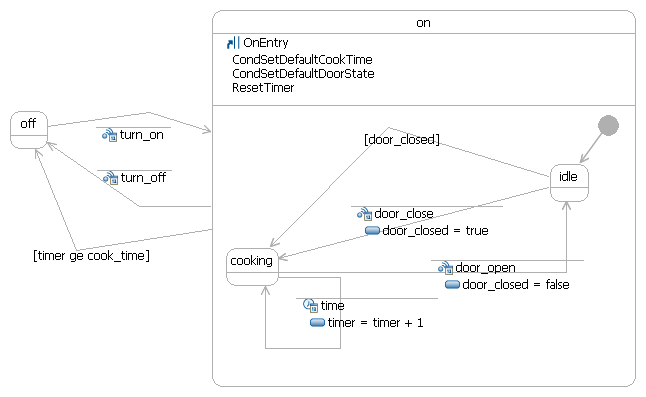 on
OnEntry
CondSetDefaultCookTime
CondSetDefaultDoorState
ResetTimer
off
turn_on
[door_closed]
turn_off
idle
door_close
door_closed = true
[timer ge cook_time]
cooking
door_open
door_closed = false
time
timer = timer + 1